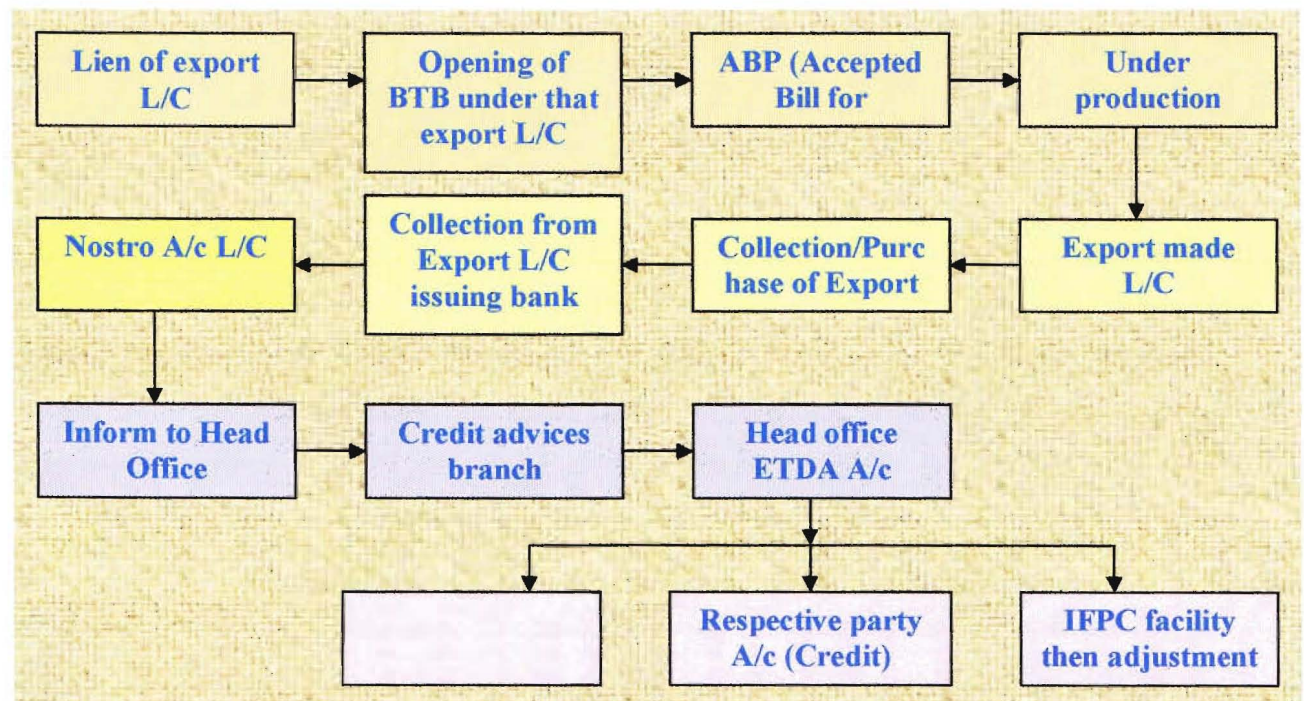 Lien of export
L/C
Opening of
BTB under that
export L/C
ABP (Accepted
Bill for
Under
production
Nostro A/c L/C
Collection from
Export L/C
issuing bank
Collection/Purc
hase of Export
Export made
L/C
Inform to Head
Office
Credit advices
branch
Head office
ETDA A/c
Respective party
A/c (Credit)
IFPC facility
then adjustment